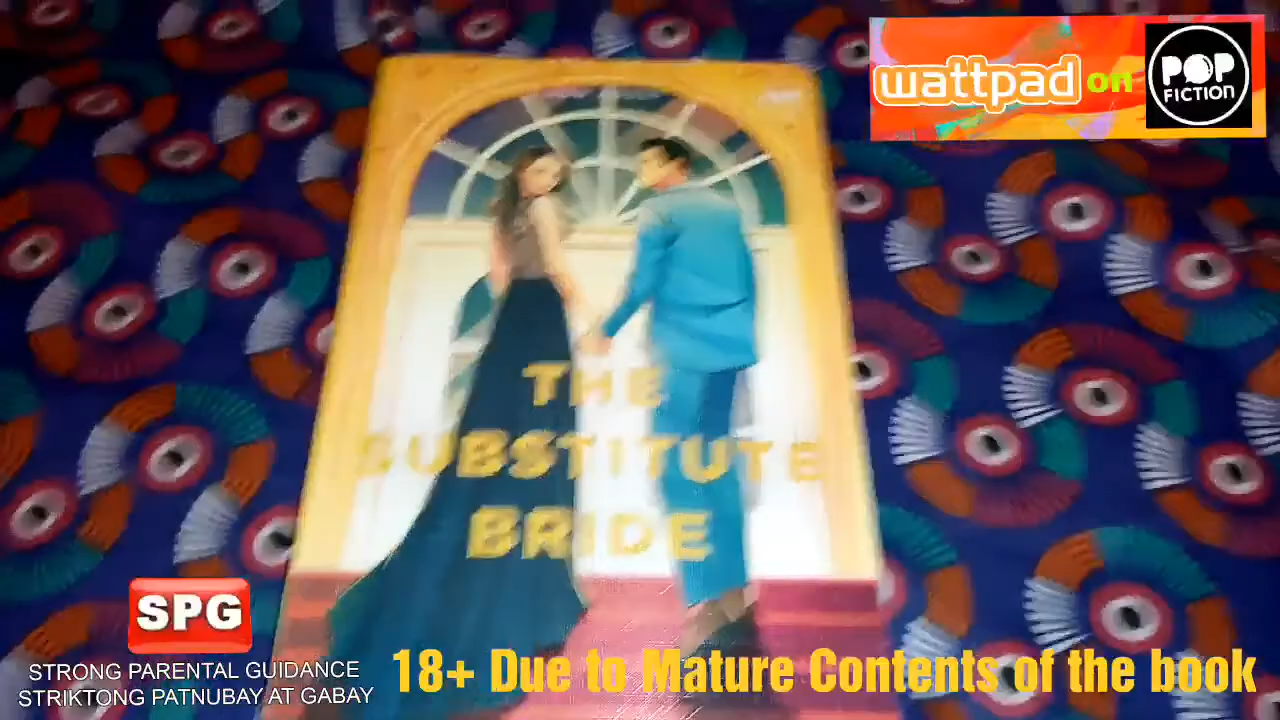 wattpad on
POP
FICTION
THE
SUBSTITUTE
BRIDE
SPG
STRONG PARENTAL GUIDANCE
STRIKTONG PATNUBAY AT GABAY
18+ Due to Mature Contents of the book